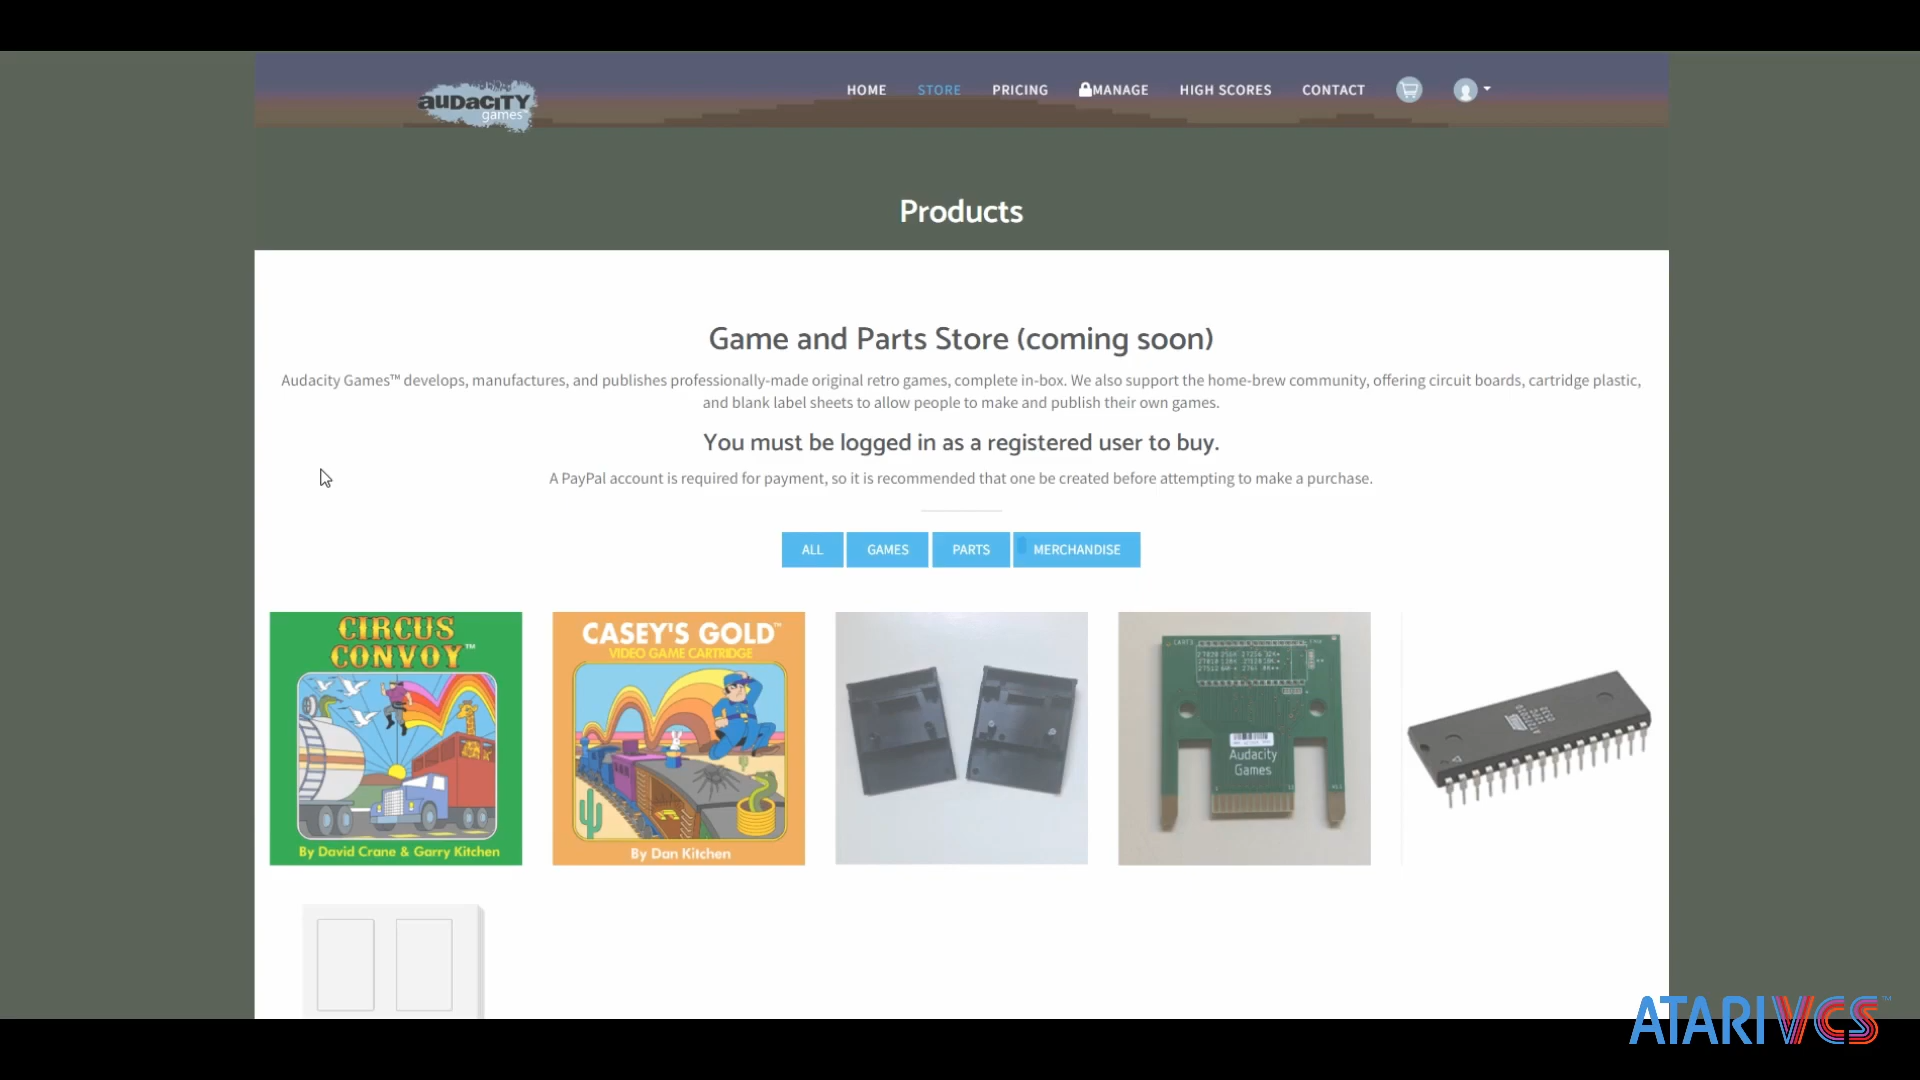 audacity
games
HOME STORE PRICING MANAGE HIGH SCORES CONTACT
Products
Game and Parts Store (coming soon)
Audacity Games™ develops, manufactures, and publishes professionally-made original retro games, complete in-box. We also support the home-brew community, offering circuit boards, cartridge plastic,
and blank label sheets to allow people to make and publish their own games.
You must be logged in as a registered user to buy.
A PayPal account is required for payment, so it is recommended that one be created before attempting to make a purchase.
ALL GAMES PARTS MERCHANDISE
CIRCUS
CONVOY™
By David Crane & Garry Kitchen
CASEY'S GOLD™
VIDEO GAME CARTRIDGE
By Dan Kitchen
Audacity
Games
ATARI VCS™